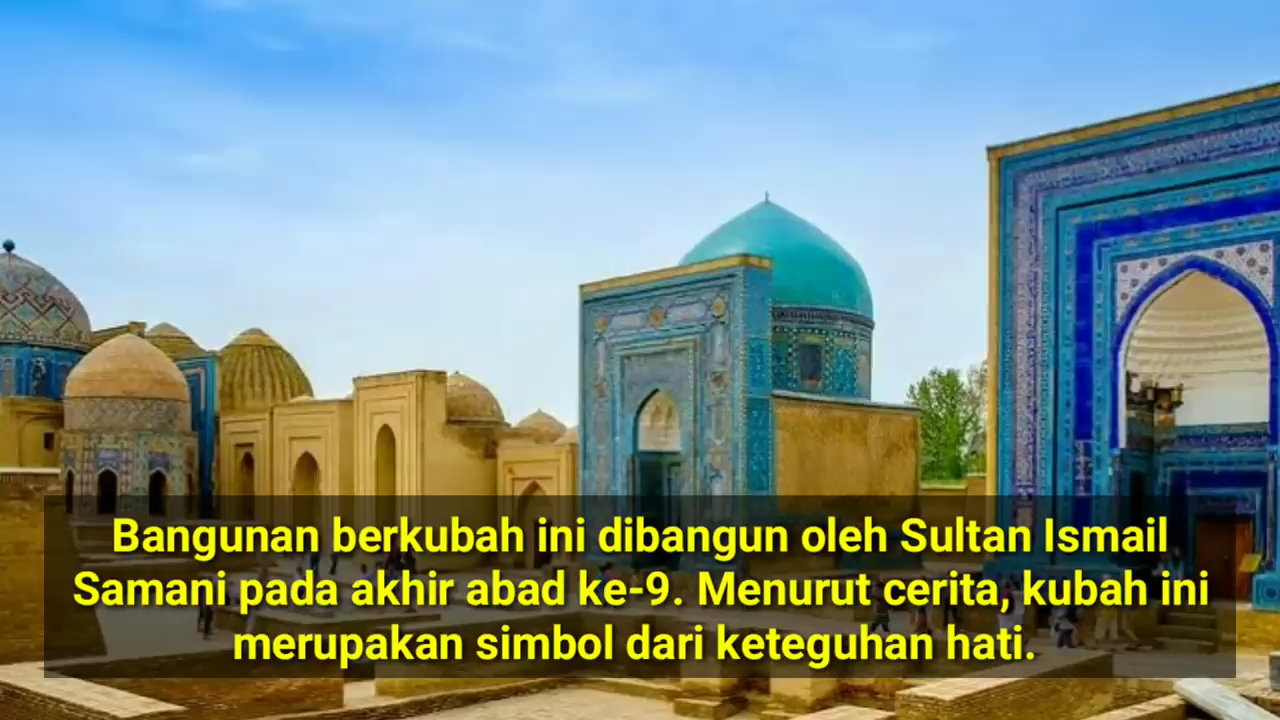 Bangunan berkubah ini dibangun oleh Sultan Ismail
Samani pada akhir abad ke-9. Menurut cerita, kubah ini
merupakan simbol dari keteguhan hati.